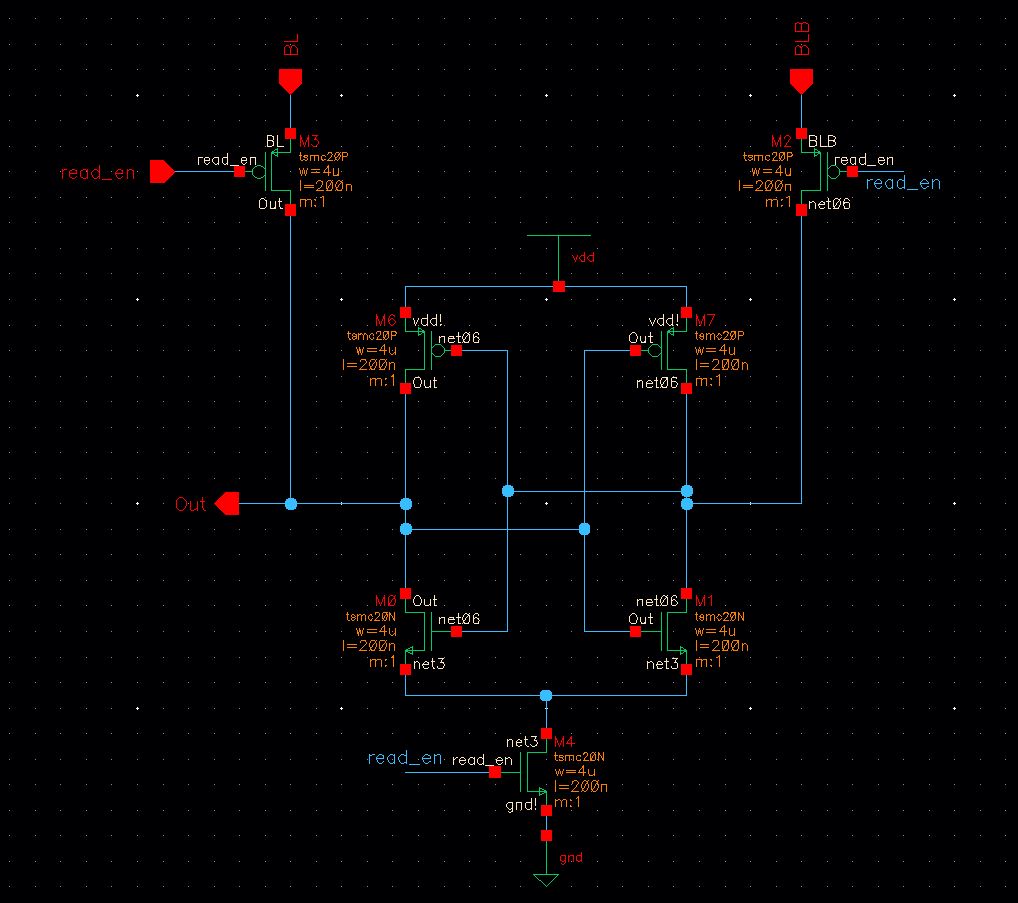 BL
BLB
BL
M3
tsmc20P
w=4u
l=200n
m:1
read_en
read_en
Out
M2
BLB
tsmc20P
w=4u
l=200n
m:1
read_en
read_en
net06
vdd
M6
vdd!
tsmc20P
w=4u
l=200n
m:1
net06
Out
vdd!
M7
Out
tsmc20P
w=4u
l=200n
m:1
net06
Out
M0
Out
tsmc20N
w=4u
l=200n
m:1
net06
net3
net06
M1
Out
tsmc20N
w=4u
l=200n
m:1
net3
net3
M4
read_en
read_en
tsmc20N
w=4u
l=200n
m:1
gnd!
gnd